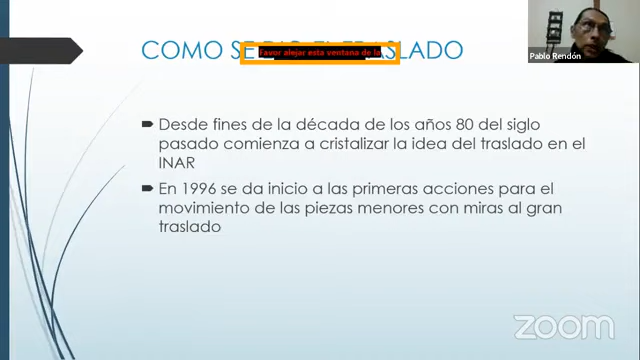 COMO SE DIO EL TRASLADO
Favor alejar esta ventana de la
Pablo Rendón
Desde fines de la década de los años 80 del siglo
pasado comienza a cristalizar la idea del traslado en el
INAR
En 1996 se da inicio a las primeras acciones para el
movimiento de las piezas menores con miras al gran
traslado
zoom